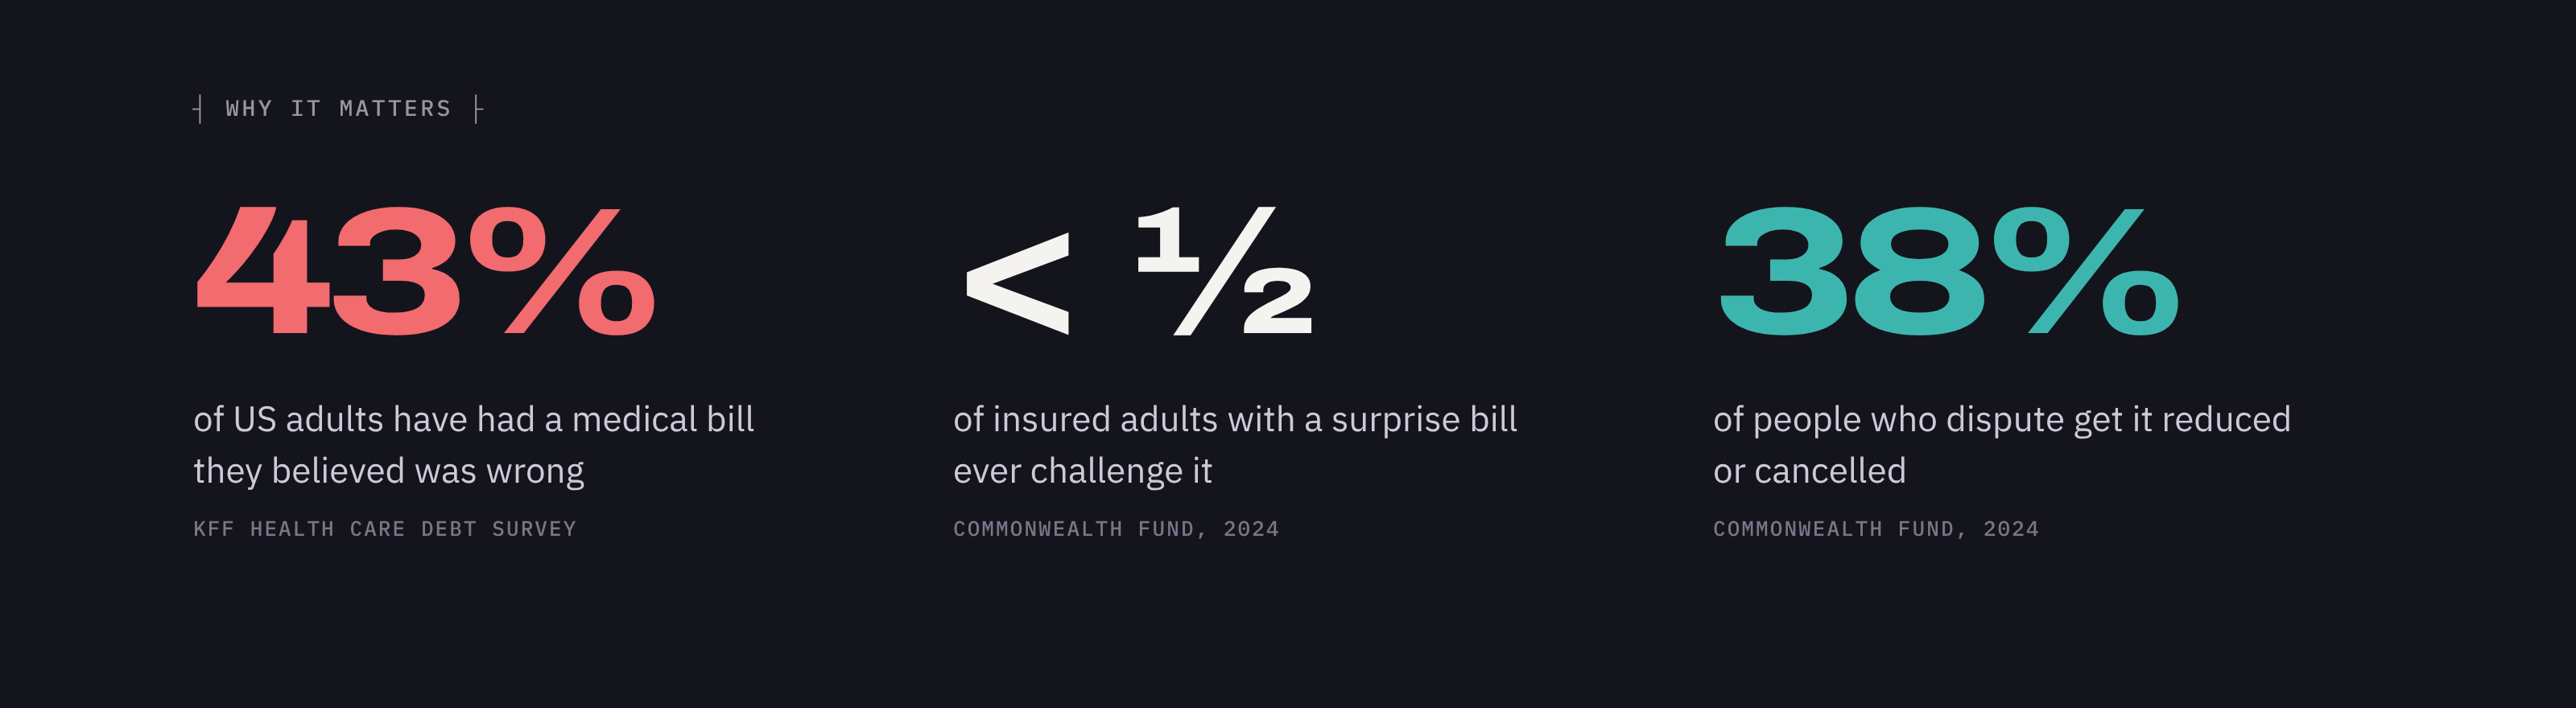 WHY IT MATTERS
43%
of US adults have had a medical bill
they believed was wrong
KFF HEALTH CARE DEBT SURVEY
< ½
of insured adults with a surprise bill
ever challenge it
COMMONWEALTH FUND, 2024
38%
of people who dispute get it reduced
or cancelled
COMMONWEALTH FUND, 2024